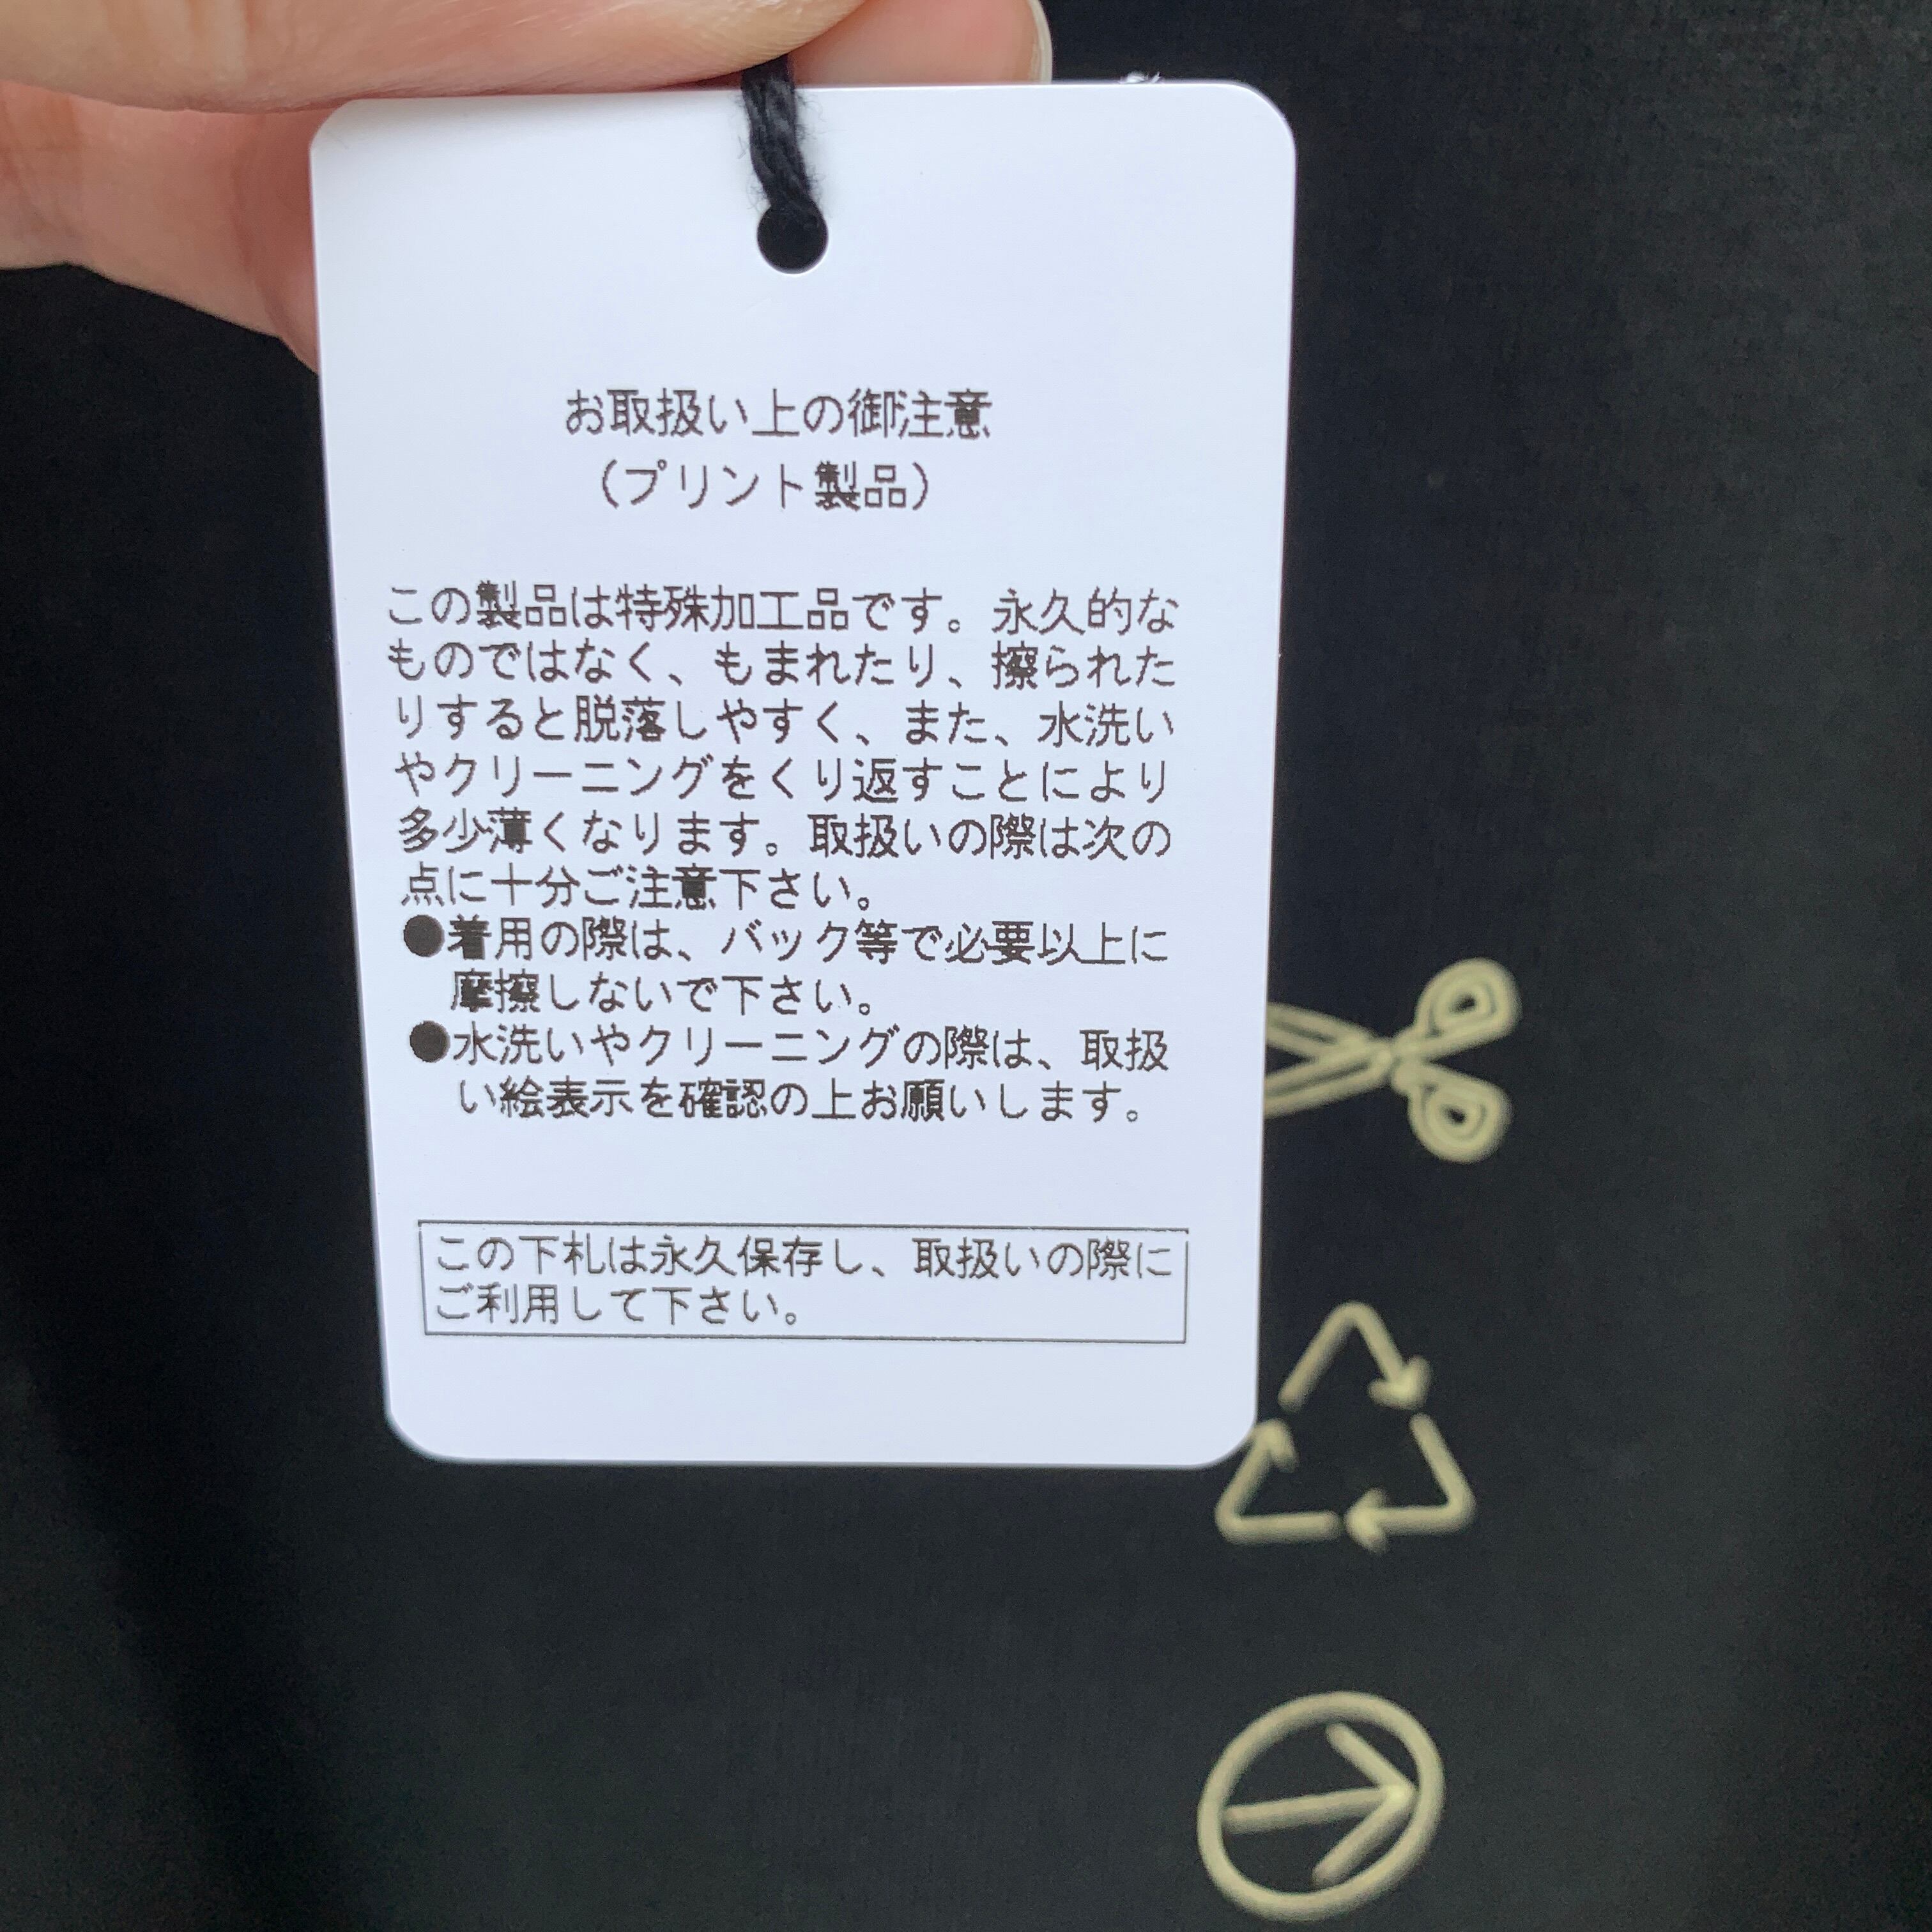 お取扱い上の御注意
（プリント製品）
この製品は特殊加工品です。永久的な
ものではなく、もまれたり、擦られた
りすると脱落しやすく、また、水洗い
やクリーニングをくり返すことにより
多少薄くなります。取扱いの際は次の
点に十分ご注意下さい。
●着用の際は、バック等で必要以上に
摩擦しないで下さい。
●水洗いやクリーニングの際は、取扱
い絵表示を確認の上お願いします。
この下札は永久保存し、取扱いの際に
ご利用して下さい。